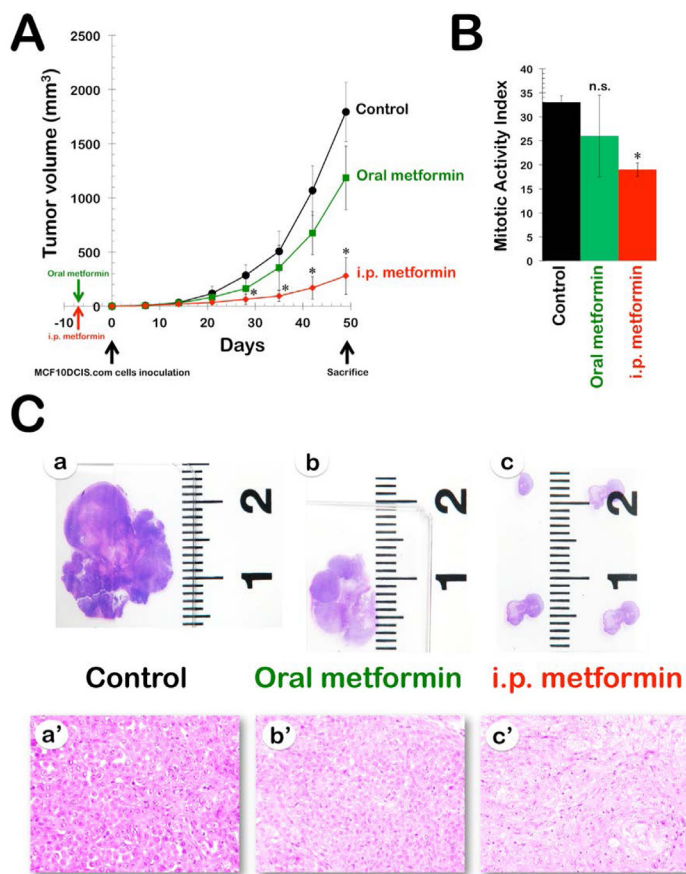 A
Tumor volume (mm3)
2500
2000
1500
1000
500
0
Control
Oral metformin
i.p. metformin
*
*
*
*
Oral metformin
i.p. metformin
-10
0
10
20
30
40
50
Days
MCF10DCIS.com cells inoculation
Sacrifice
B
Mitotic Activity Index
40
35
30
25
20
15
10
5
0
n.s.
*
Control
Oral metformin
i.p. metformin
C
a
2
1
b
2
1
c
2
1
Control
Oral metformin
i.p. metformin
a’
b’
c’